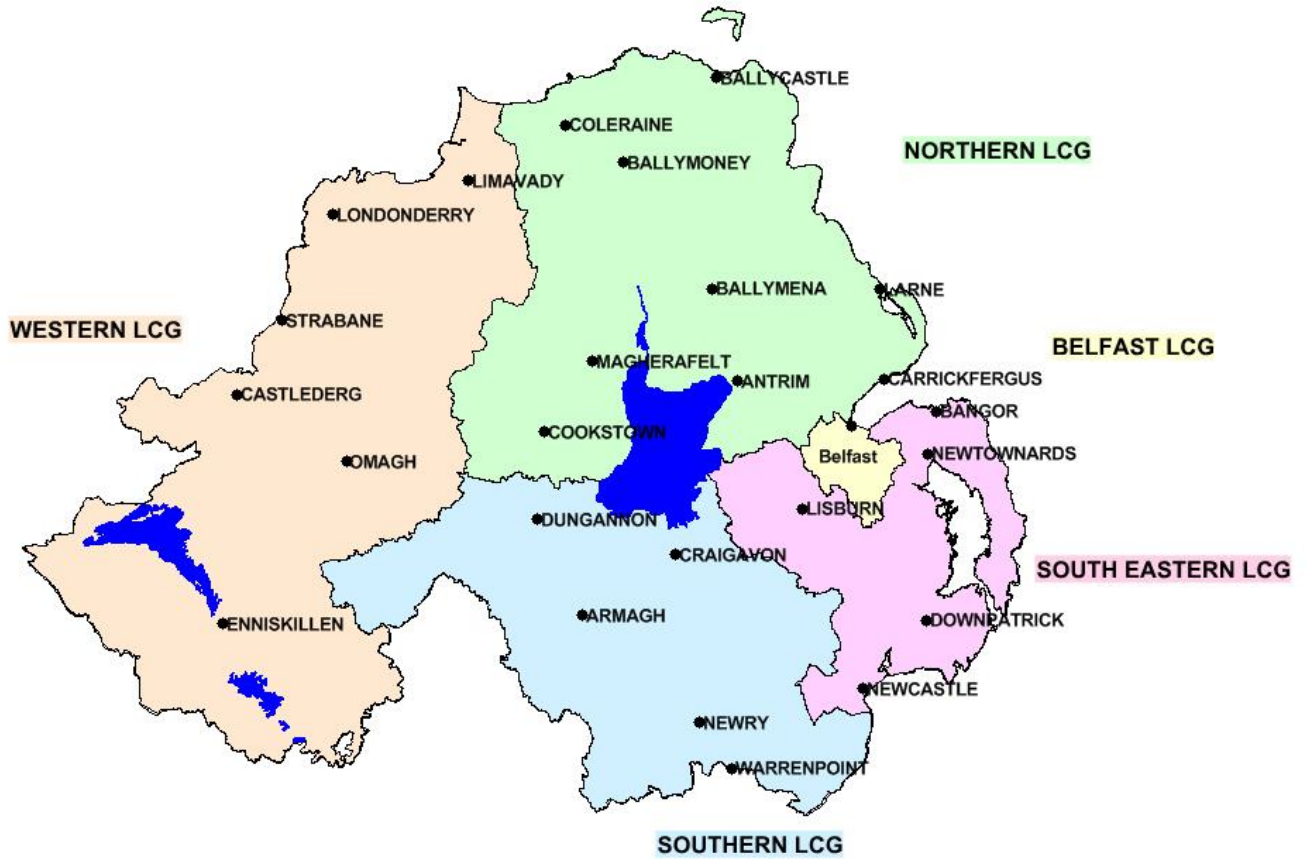 BALLYCASTLE
COLERAINE
NORTHERN LCG
BALLYMONEY
LIMAVADY
LONDONDERRY
BALLYMENA
LARNE
STRABANE
WESTERN LCG
BELFAST LCG
MAGHERAFELT
ANTRIM
CARRICKFERGUS
CASTLEDERG
BANGOR
COOKSTOWN
Belfast
NEWTOWNARDS
OMAGH
LISBURN
DUNGANNON
CRAIGAVON
SOUTH EASTERN LCG
ARMAGH
DOWNPATRICK
ENNISKILLEN
NEWCASTLE
NEWRY
WARRENPOINT
SOUTHERN LCG